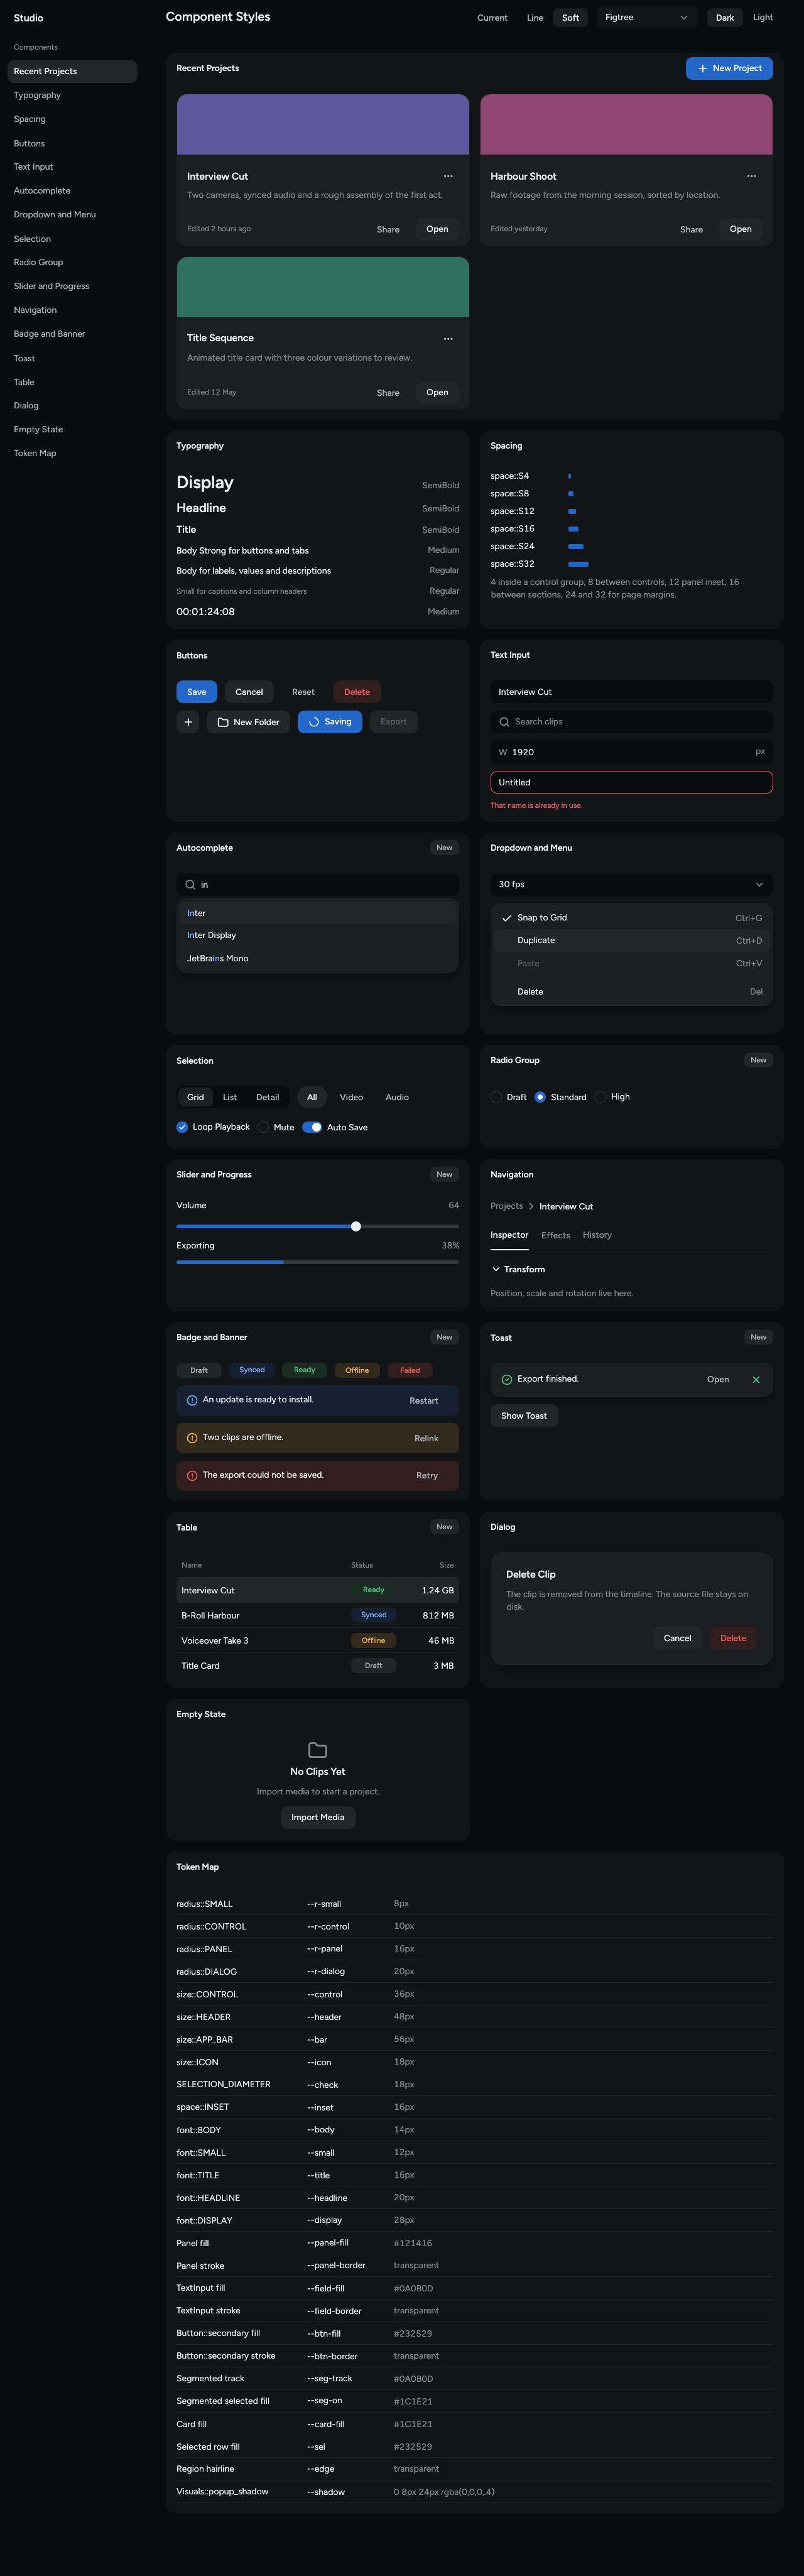 Studio
Components
Recent Projects
Typography
Spacing
Buttons
Text Input
Autocomplete
Dropdown and Menu
Selection
Radio Group
Slider and Progress
Navigation
Badge and Banner
Toast
Table
Dialog
Empty State
Token Map
Component Styles
Current Line Soft Figtree Dark Light
Recent Projects
New Project
Interview Cut
Two cameras, synced audio and a rough assembly of the first act.
Edited 2 hours ago Share Open
Harbour Shoot
Raw footage from the morning session, sorted by location.
Edited yesterday Share Open
Title Sequence
Animated title card with three colour variations to review.
Edited 12 May Share Open
Typography
Display SemiBold
Headline SemiBold
Title SemiBold
Body Strong for buttons and tabs Medium
Body for labels, values and descriptions Regular
Small for captions and column headers Regular
00:01:24:08 Medium
Spacing
space::S4
space::S8
space::S12
space::S16
space::S24
space::S32
4 inside a control group, 8 between controls, 12 panel inset, 16
between sections, 24 and 32 for page margins.
Buttons
Save Cancel Reset Delete
New Folder Saving Export
Text Input
Interview Cut
Search clips
W 1920 px
Untitled
That name is already in use.
Autocomplete New
in
Inter
Inter Display
JetBrains Mono
Dropdown and Menu
30 fps
Snap to Grid Ctrl+G
Duplicate Ctrl+D
Paste Ctrl+V
Delete Del
Selection
Grid List Detail All Video Audio
Loop Playback Mute Auto Save
Radio Group New
Draft Standard High
Slider and Progress New
Volume 64
Exporting 38%
Navigation
Projects Interview Cut
Inspector Effects History
Transform
Position, scale and rotation live here.
Badge and Banner New
Draft Synced Ready Offline Failed
An update is ready to install. Restart
Two clips are offline. Relink
The export could not be saved. Retry
Toast New
Export finished. Open
Show Toast
Table New
Name Status Size
Interview Cut Ready 1.24 GB
B-Roll Harbour Synced 812 MB
Voiceover Take 3 Offline 46 MB
Title Card Draft 3 MB
Dialog
Delete Clip
The clip is removed from the timeline. The source file stays on
disk.
Cancel Delete
Empty State
No Clips Yet
Import media to start a project.
Import Media
Token Map
radius::SMALL --r-small 8px
radius::CONTROL --r-control 10px
radius::PANEL --r-panel 16px
radius::DIALOG --r-dialog 20px
size::CONTROL --control 36px
size::HEADER --header 48px
size::APP_BAR --bar 56px
size::ICON --icon 18px
SELECTION_DIAMETER --check 18px
space::INSET --inset 16px
font::BODY --body 14px
font::SMALL --small 12px
font::TITLE --title 16px
font::HEADLINE --headline 20px
font::DISPLAY --display 28px
Panel fill --panel-fill #121416
Panel stroke --panel-border transparent
TextInput fill --field-fill #0A0B0D
TextInput stroke --field-border transparent
Button::secondary fill --btn-fill #232529
Button::secondary stroke --btn-border transparent
Segmented track --seg-track #0A0B0D
Segmented selected fill --seg-on #1C1E21
Card fill --card-fill #1C1E21
Selected row fill --sel #232529
Region hairline --edge transparent
Visuals::popup_shadow --shadow 0 8px 24px rgba(0,0,0,.4)